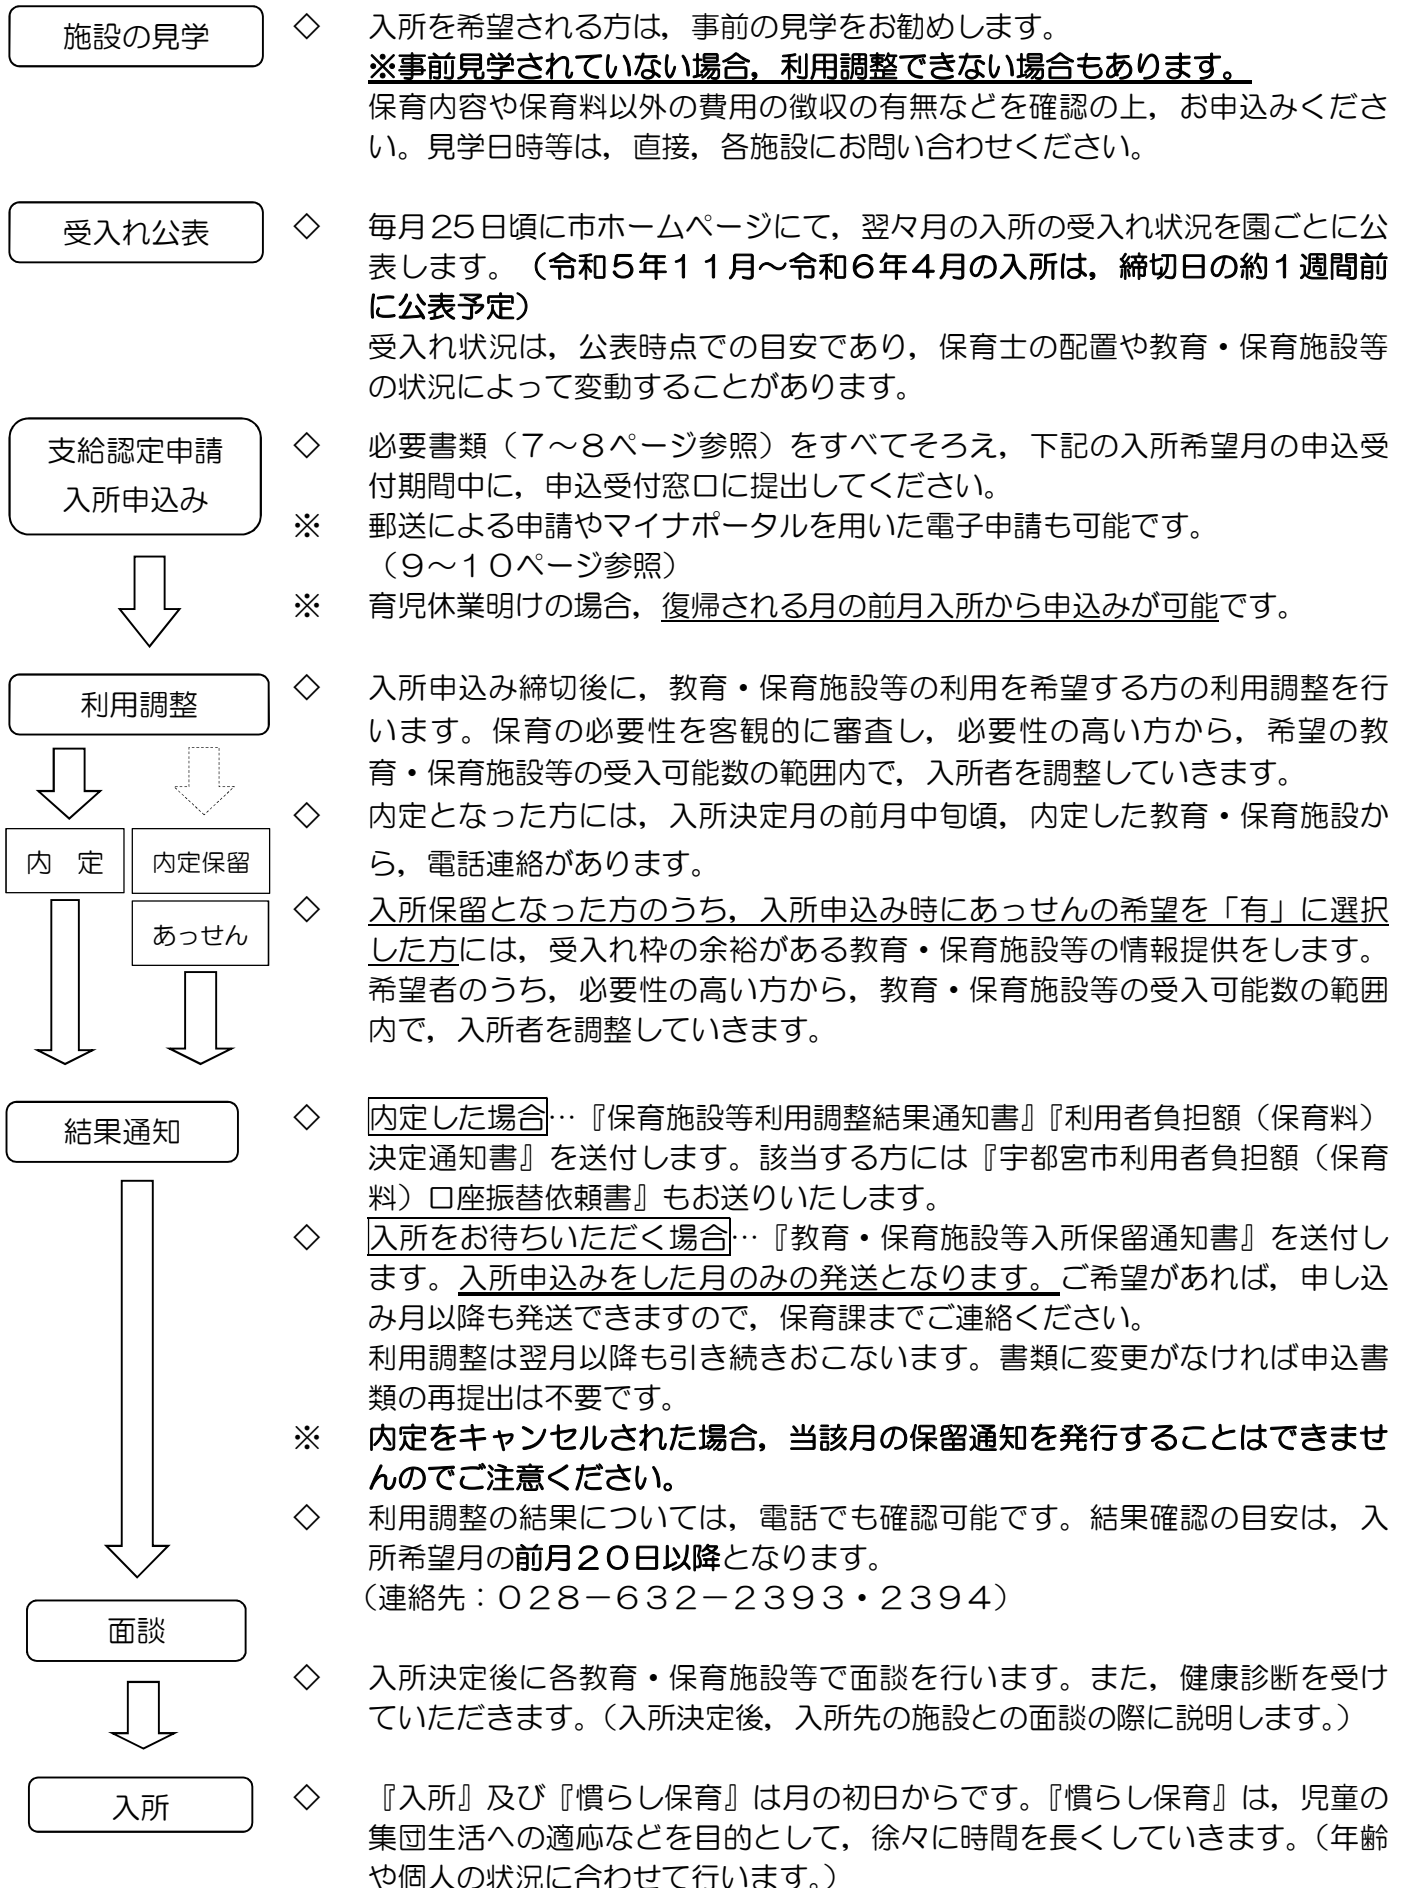 施設の見学
◇ 入所を希望される方は，事前の見学をお勧めします。
※事前見学されていない場合，利用調整できない場合もあります。
保育内容や保育料以外の費用の徴収の有無などを確認の上，お申込みくださ
い。見学日時等は，直接，各施設にお問い合わせください。
受入れ公表
◇ 毎月２５日頃に市ホームページにて，翌々月の入所の受入れ状況を園ごとに公
表します。（令和５年１１月～令和６年４月の入所は，締切日の約１週間前
に公表予定）
受入れ状況は，公表時点での目安であり，保育士の配置や教育・保育施設等
の状況によって変動することがあります。
支給認定申請
入所申込み
◇ 必要書類（７～８ページ参照）をすべてそろえ，下記の入所希望月の申込受
付期間中に，申込受付窓口に提出してください。
※ 郵送による申請やマイナポータルを用いた電子申請も可能です。
（９～１０ページ参照）
※ 育児休業明けの場合，復帰される月の前月入所から申込みが可能です。
利用調整
◇ 入所申込み締切後に，教育・保育施設等の利用を希望する方の利用調整を行
います。保育の必要性を客観的に審査し，必要性の高い方から，希望の教
育・保育施設等の受入可能数の範囲内で，入所者を調整していきます。
◇ 内定となった方には，入所決定月の前月中旬頃，内定した教育・保育施設か
ら，電話連絡があります。
内　定
内定保留
あっせん
◇ 入所保留となった方のうち，入所申込み時にあっせんの希望を「有」に選択
した方には，受入れ枠の余裕がある教育・保育施設等の情報提供をします。
希望者のうち，必要性の高い方から，教育・保育施設等の受入可能数の範囲
内で，入所者を調整していきます。
結果通知
◇ 内定した場合…『保育施設等利用調整結果通知書』『利用者負担額（保育料）
決定通知書』を送付します。該当する方には『宇都宮市利用者負担額（保育
料）口座振替依頼書』もお送りいたします。
◇ 入所をお待ちいただく場合…『教育・保育施設等入所保留通知書』を送付し
ます。入所申込みをした月のみの発送となります。ご希望があれば，申し込
み月以降も発送できますので，保育課までご連絡ください。
利用調整は翌月以降も引き続きおこないます。書類に変更がなければ申込書
類の再提出は不要です。
※ 内定をキャンセルされた場合，当該月の保留通知を発行することはできませ
んのでご注意ください。
◇ 利用調整の結果については，電話でも確認可能です。結果確認の目安は，入
所希望月の前月２０日以降となります。
（連絡先：０２８－６３２－２３９３・２３９４）
面談
◇ 入所決定後に各教育・保育施設等で面談を行います。また，健康診断を受け
ていただきます。（入所決定後，入所先の施設との面談の際に説明します。）
入所
◇ 『入所』及び『慣らし保育』は月の初日からです。『慣らし保育』は，児童の
集団生活への適応などを目的として，徐々に時間を長くしていきます。（年齢
や個人の状況に合わせて行います。）